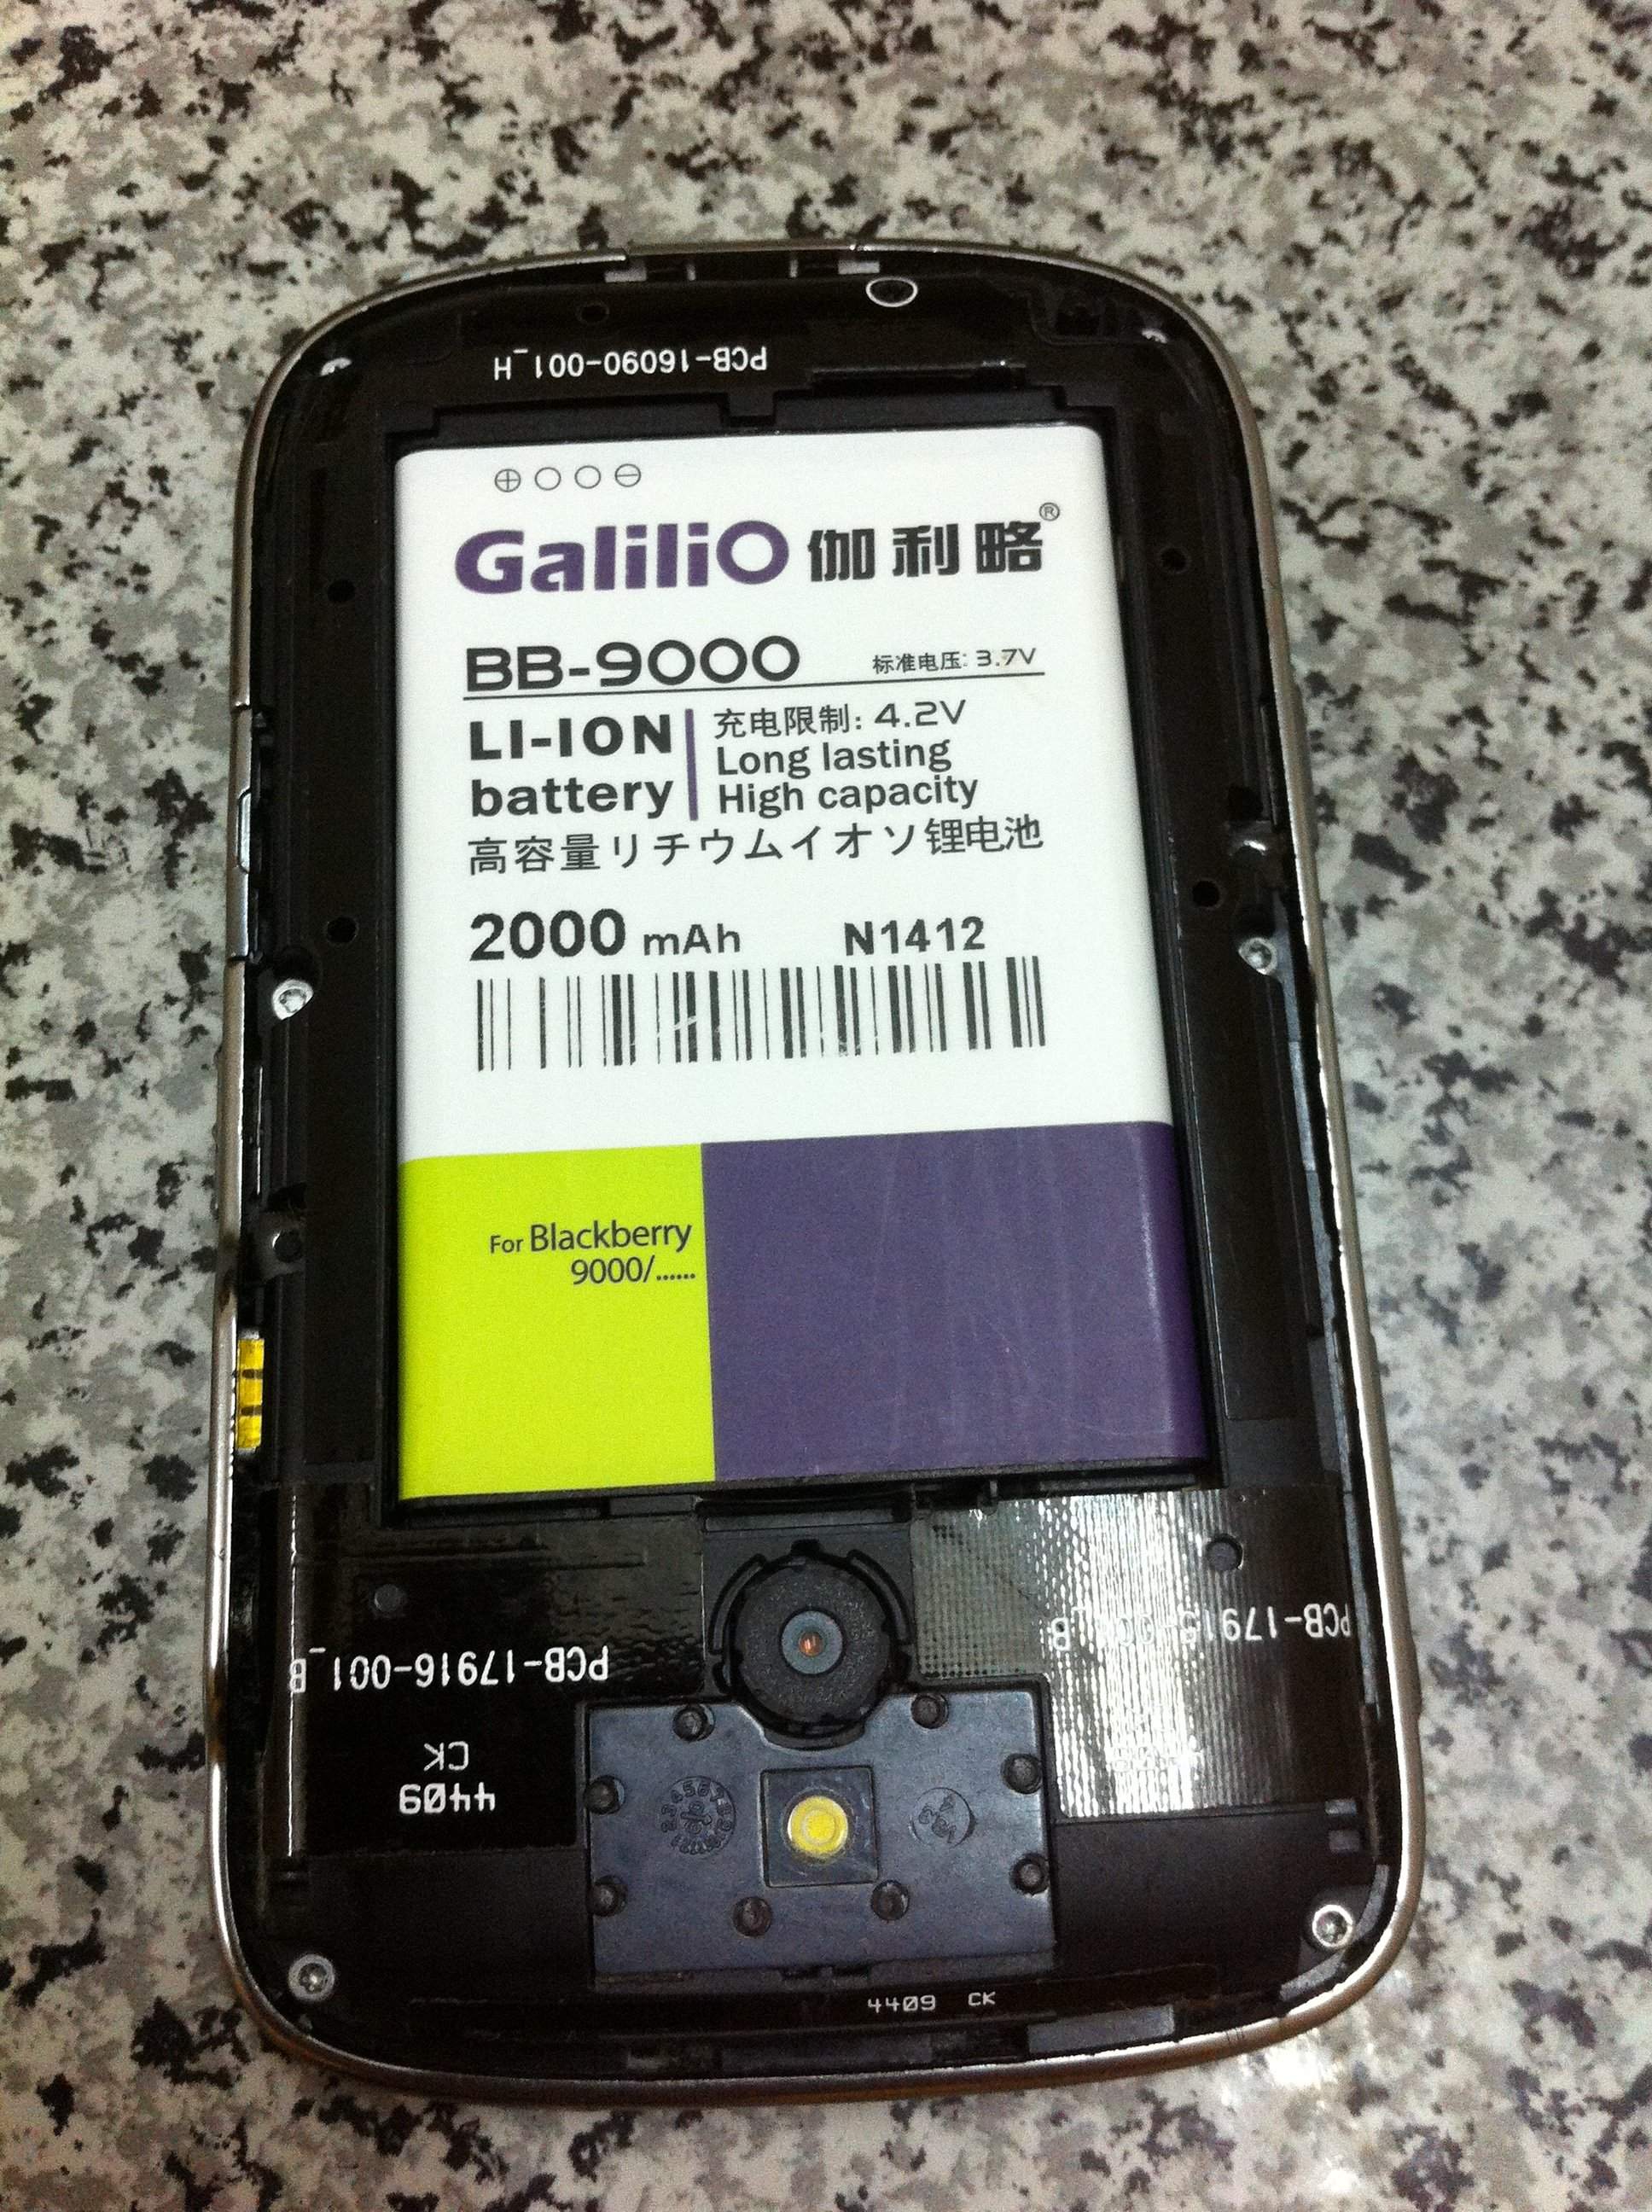 PCB-16090-001_H
GaliliO 伽利略®
BB-9000 标准电压: 3.7V
LI-ION
battery
充电限制: 4.2V
Long lasting
High capacity
高容量リチウムイオソ锂电池
2000 mAh N1412
For Blackberry
9000/......
PCB-17916-001_B
4409
CK
4409 CK